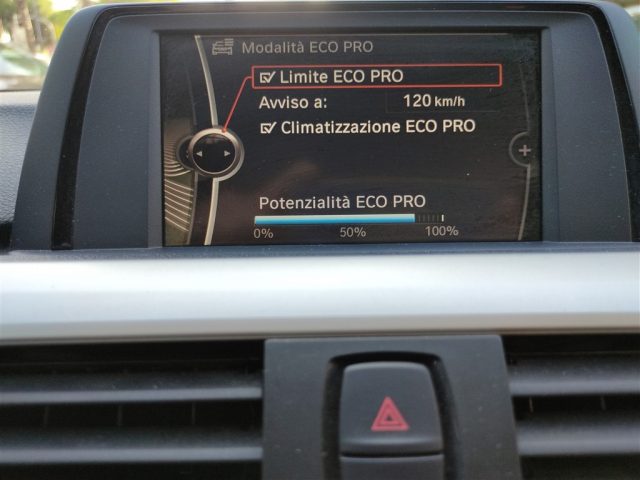 Modalità ECO PRO
Limite ECO PRO
Avviso a: 120 km/h
Climatizzazione ECO PRO
Potenzialità ECO PRO
0% 50% 100%